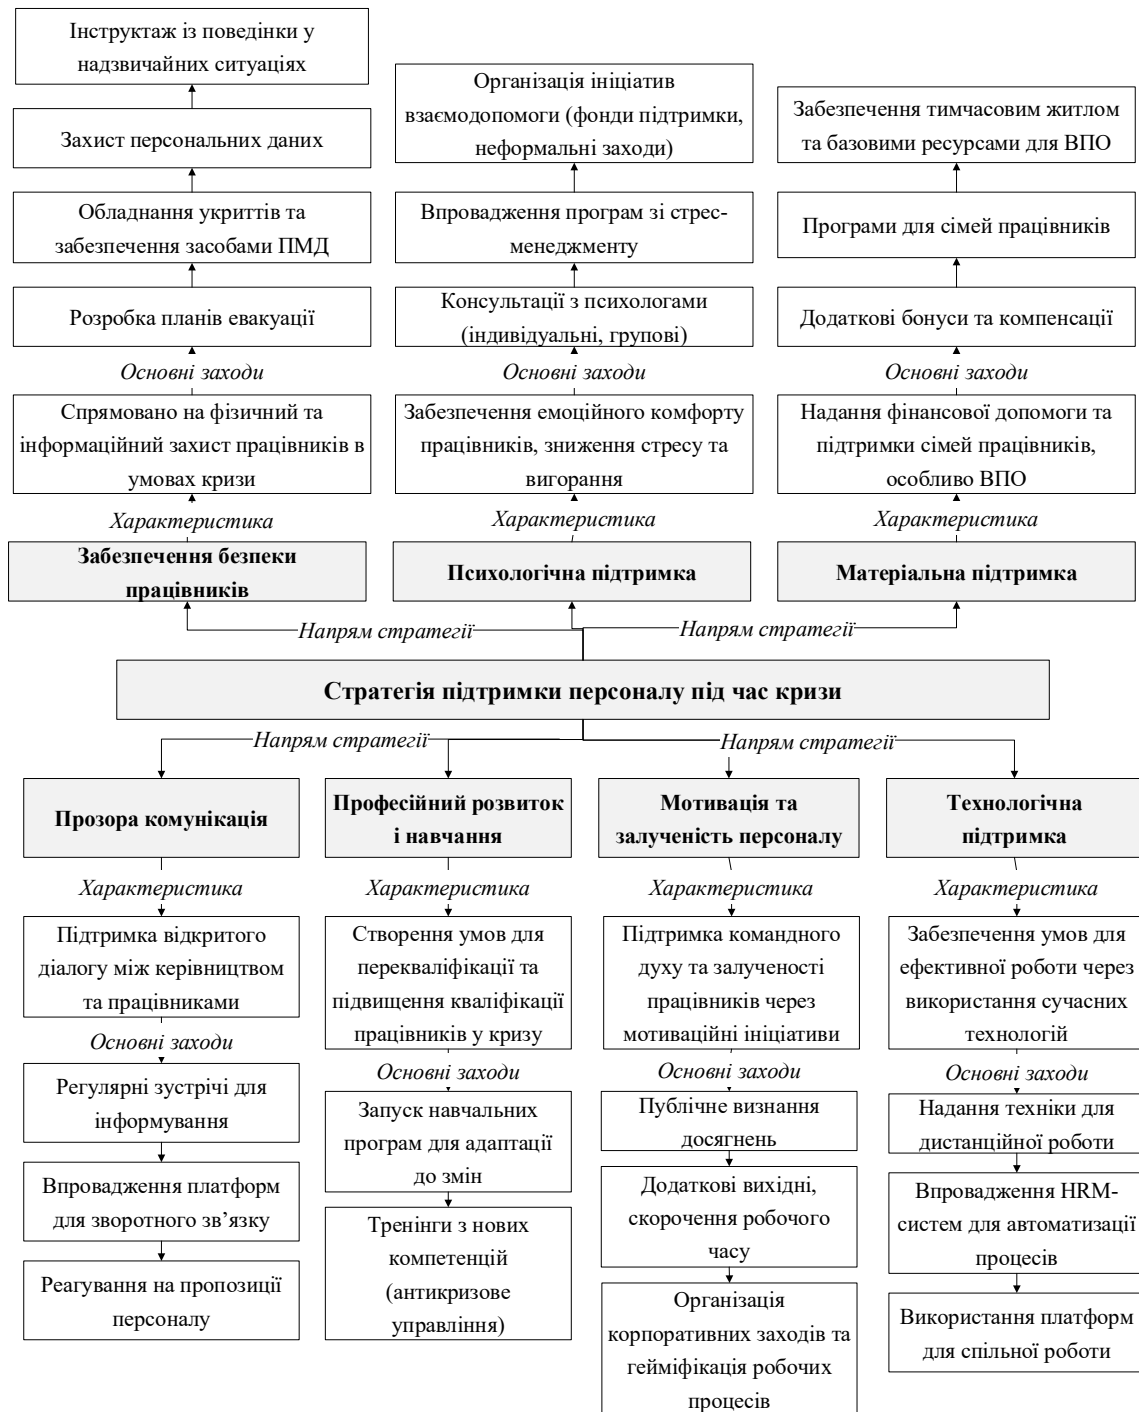 Інструктаж із поведінки у
надзвичайних ситуаціях
Захист персональних даних
Обладнання укриттів та
забезпечення засобами ПМД
Розробка планів евакуації
Основні заходи
Спрямовано на фізичний та
інформаційний захист працівників в
умовах кризи
Характеристика
Забезпечення безпеки
працівників
Організація ініціатив
взаємодопомоги (фонди підтримки,
неформальні заходи)
Впровадження програм зі стрес-
менеджменту
Консультації з психологами
(індивідуальні, групові)
Основні заходи
Забезпечення емоційного комфорту
працівників, зниження стресу та
вигорання
Характеристика
Психологічна підтримка
Забезпечення тимчасовим житлом
та базовими ресурсами для ВПО
Програми для сімей працівників
Додаткові бонуси та компенсації
Основні заходи
Надання фінансової допомоги та
підтримки сімей працівників,
особливо ВПО
Характеристика
Матеріальна підтримка
Напрям стратегії
Напрям стратегії
Стратегія підтримки персоналу під час кризи
Напрям стратегії
Напрям стратегії
Прозора комунікація
Характеристика
Підтримка відкритого
діалогу між керівництвом
та працівниками
Основні заходи
Регулярні зустрічі для
інформування
Впровадження платформ
для зворотного зв’язку
Реагування на пропозиції
персоналу
Професійний розвиток
і навчання
Характеристика
Створення умов для
перекваліфікації та
підвищення кваліфікації
працівників у кризу
Основні заходи
Запуск навчальних
програм для адаптації
до змін
Тренінги з нових
компетенцій
(антикризове
управління)
Мотивація та
залученість персоналу
Характеристика
Підтримка командного
духу та залученості
працівників через
мотиваційні ініціативи
Основні заходи
Публічне визнання
досягнень
Додаткові вихідні,
скорочення робочого
часу
Організація
корпоративних заходів та
гейміфікація робочих
процесів
Технологічна
підтримка
Характеристика
Забезпечення умов для
ефективної роботи через
використання сучасних
технологій
Основні заходи
Надання техніки для
дистанційної роботи
Впровадження HRM-
систем для автоматизації
процесів
Використання платформ
для спільної роботи